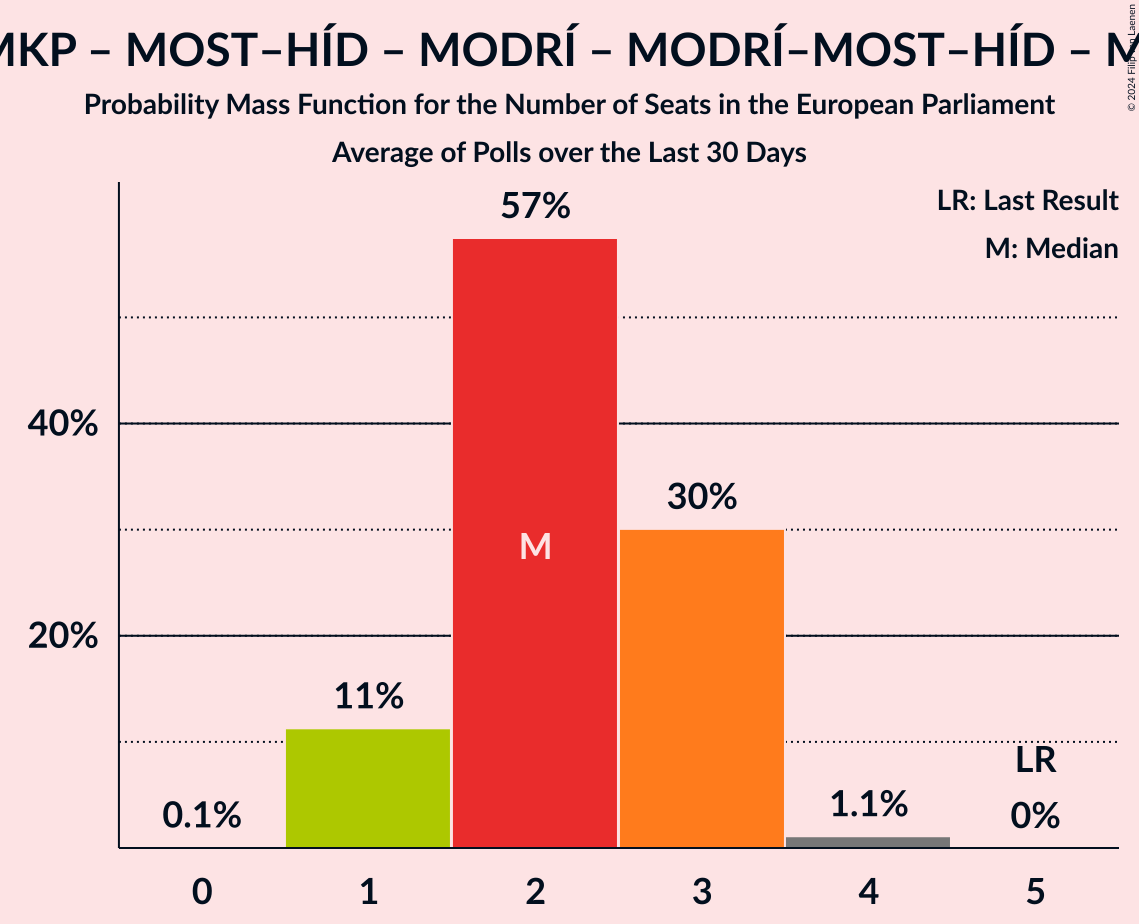 MKP – MOST–HÍD – MODRÍ – MODRÍ–MOST–HÍD – M
Probability Mass Function for the Number of Seats in the European Parliament
Average of Polls over the Last 30 Days
© 2024 Filip van Laenen
LR: Last Result
M: Median
57%
40%
30%
M
20%
11%
LR
0.1%
1.1%
0%
0 1 2 3 4 5